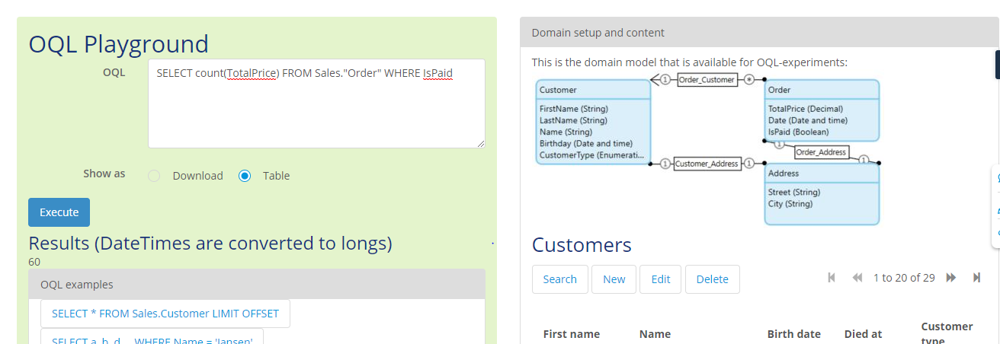 OQL Playground
OQL
SELECT count(TotalPrice) FROM Sales."Order" WHERE IsPaid
Show as
Download
Table
Execute
Results (DateTimes are converted to longs)
60
OQL examples
SELECT * FROM Sales.Customer LIMIT OFFSET
SELECT a, b, d ... WHERE Name = 'Jansen'
Domain setup and content
This is the domain model that is available for OQL-experiments:
Customer
FirstName (String)
LastName (String)
Name (String)
Birthday (Date and time)
CustomerType (Enumerati...
1 Order_Customer *
Order
TotalPrice (Decimal)
Date (Date and time)
IsPaid (Boolean)
1 Order_Address 1
1 Customer_Address 1
Address
Street (String)
City (String)
Customers
Search
New
Edit
Delete
1 to 20 of 29
First name
Name
Birth date
Died at
Customer
type